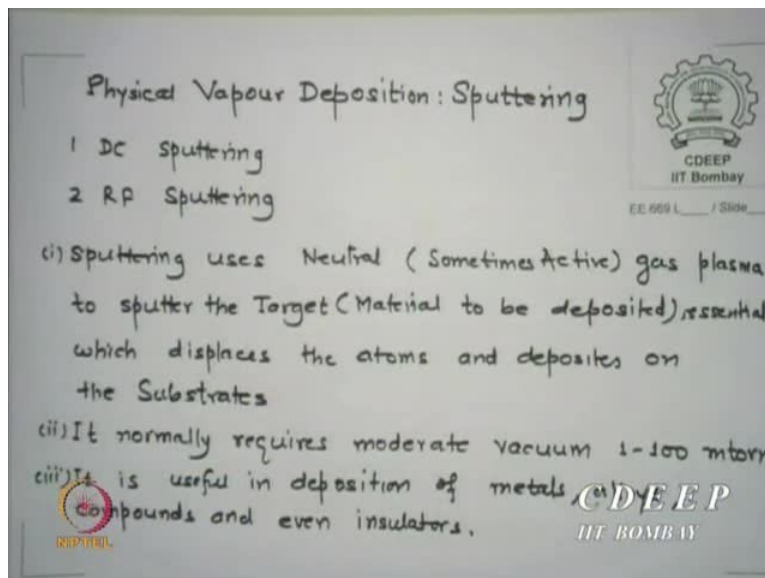 Physical Vapour Deposition : Sputtering
1 DC Sputtering
2 RF Sputtering
CDEEP
IIT Bombay
EE 669 L____ / Slide___
(i) Sputtering uses Neutral (Sometimes Active) gas plasma
to sputter the Target (Material to be deposited), essential
which displaces the atoms and deposites on
the Substrates
(ii) It normally requires moderate vacuum 1-100 mtorr
(iii) It is useful in deposition of metals,
compounds and even insulators.
NPTEL
CDEEP
IIT BOMBAY